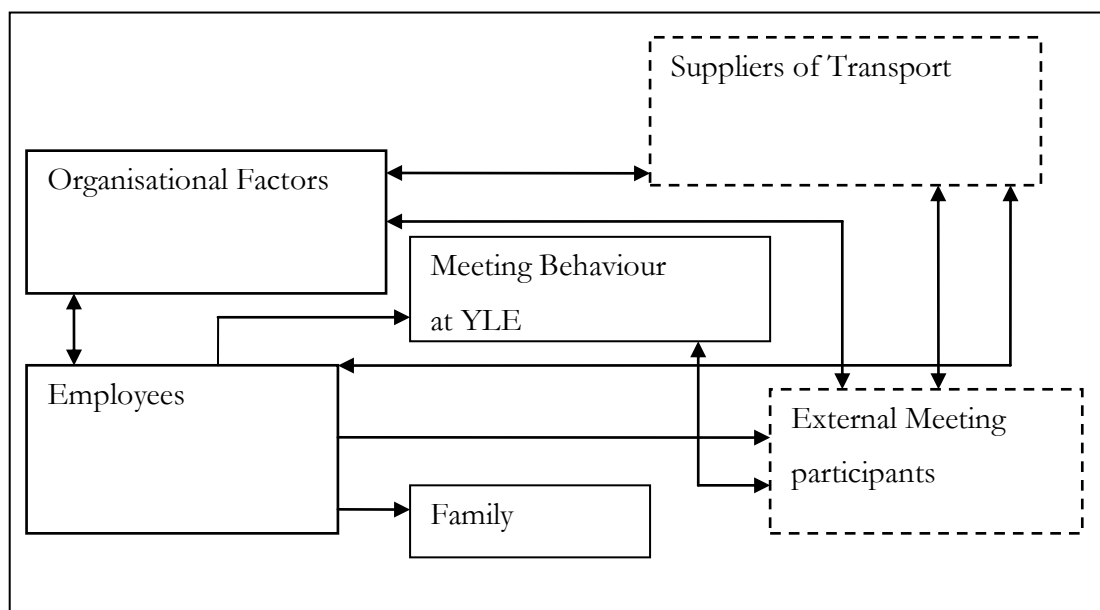 Suppliers of Transport
Organisational Factors
Meeting Behaviour
at YLE
Employees
External Meeting
participants
Family